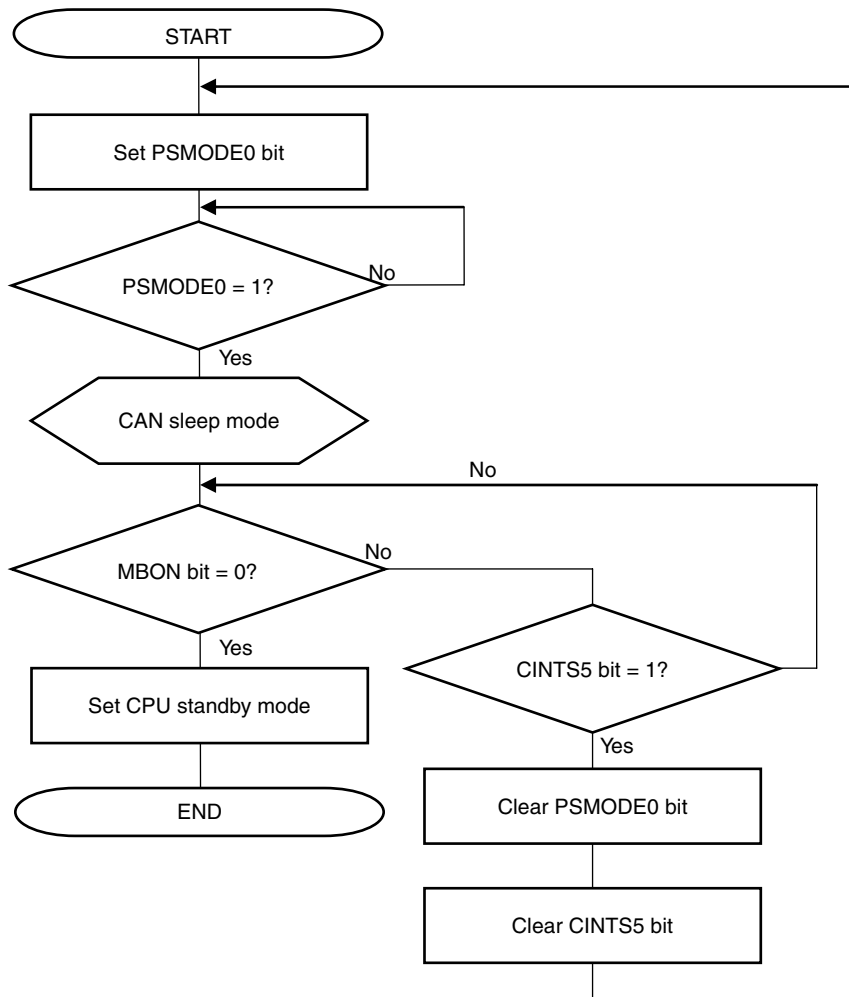 START
Set PSMODE0 bit
PSMODE0 = 1?
No
Yes
CAN sleep mode
No
MBON bit = 0?
No
Yes
CINTS5 bit = 1?
Set CPU standby mode
Yes
END
Clear PSMODE0 bit
Clear CINTS5 bit